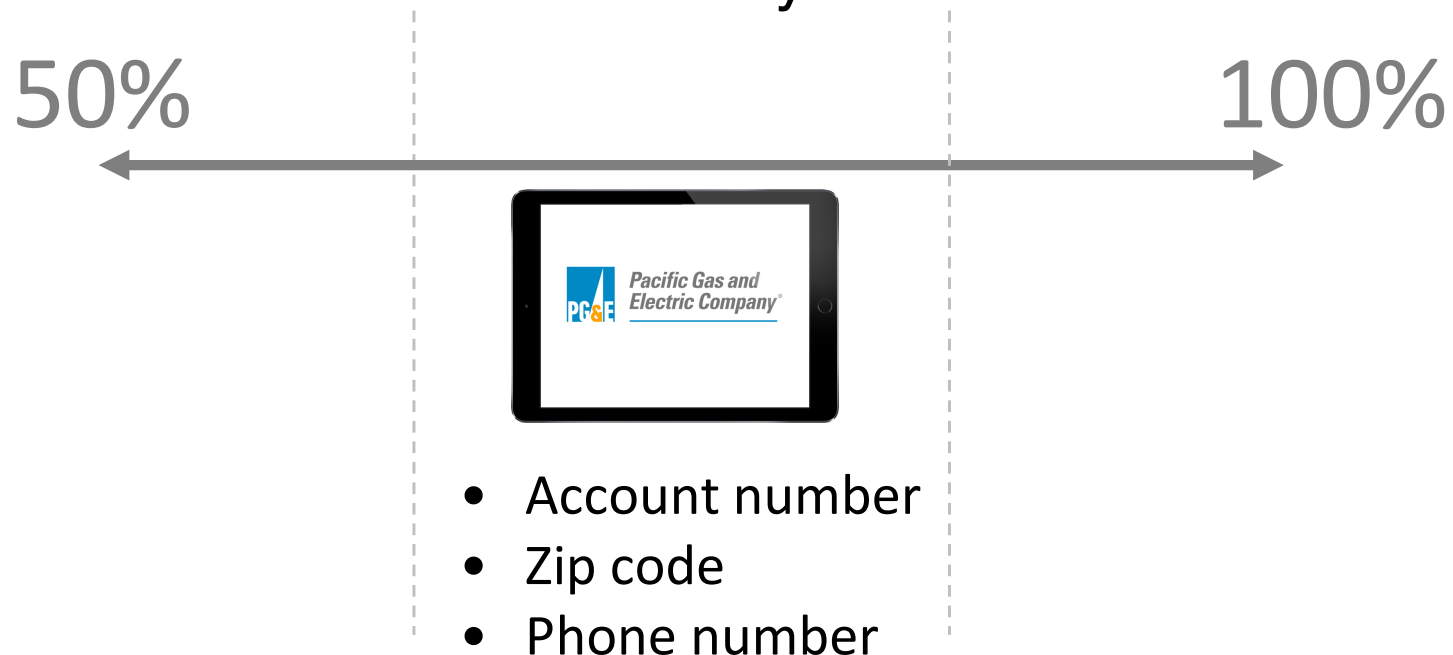 50%
100%
PG&E
Pacific Gas and
Electric Company®
• Account number
• Zip code
• Phone number